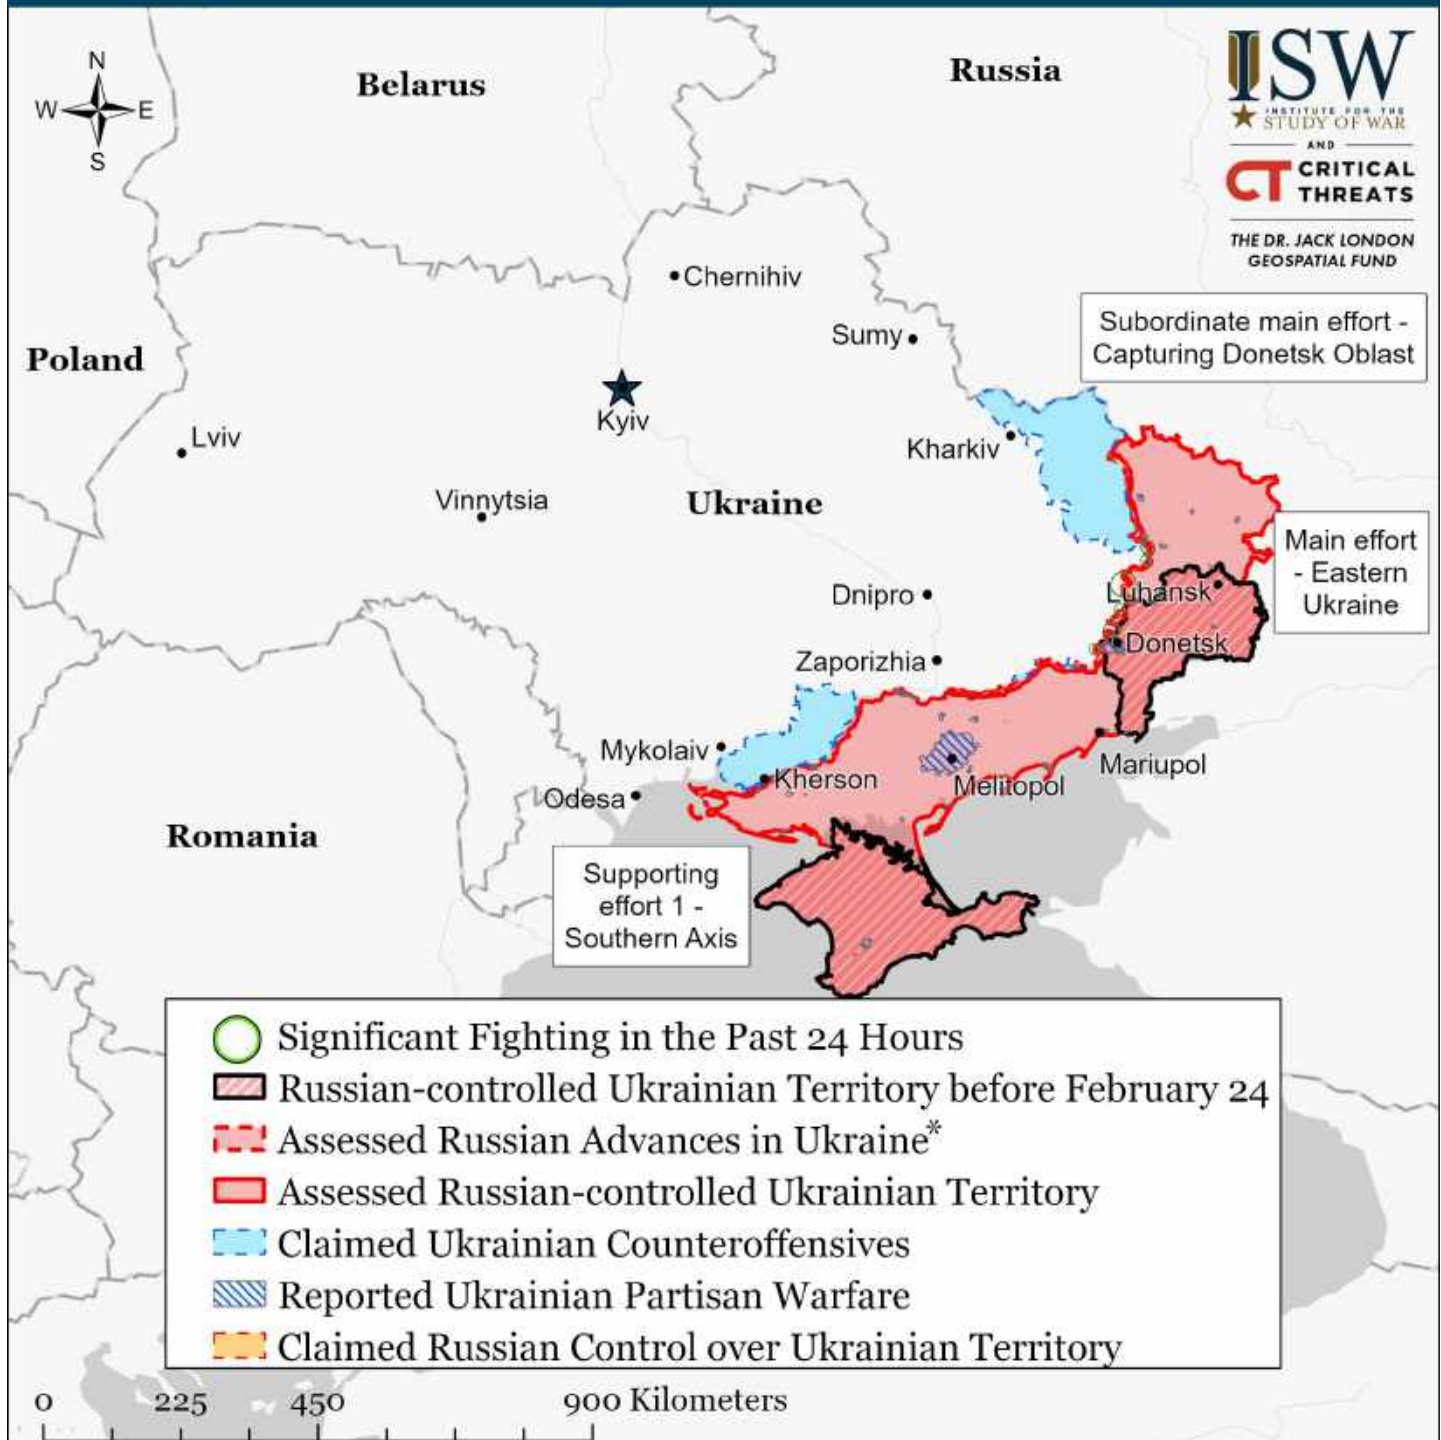 N
W E
S
Belarus
Russia
ISW
INSTITUTE FOR THE
STUDY OF WAR
AND
CT CRITICAL
THREATS
THE DR. JACK LONDON
GEOSPATIAL FUND
Chernihiv
Subordinate main effort -
Capturing Donetsk Oblast
Sumy
Poland
Kyiv
Lviv
Kharkiv
Vinnytsia
Ukraine
Main effort
- Eastern
Ukraine
Dnipro
Luhansk
Donetsk
Zaporizhia
Mykolaiv
Mariupol
Kherson
Melitopol
Odesa
Romania
Supporting
effort 1 -
Southern Axis
Significant Fighting in the Past 24 Hours
Russian-controlled Ukrainian Territory before February 24
Assessed Russian Advances in Ukraine*
Assessed Russian-controlled Ukrainian Territory
Claimed Ukrainian Counteroffensives
Reported Ukrainian Partisan Warfare
Claimed Russian Control over Ukrainian Territory
0 225 450 900 Kilometers